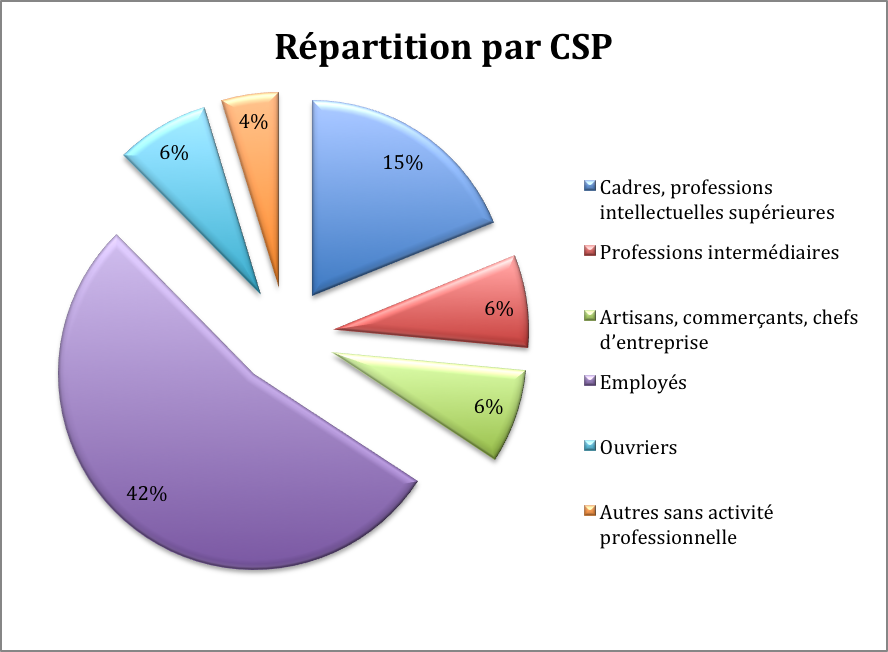 Répartition par CSP
4%
15%
6%
6%
6%
42%
Cadres, professions
intellectuelles supérieures
Professions intermédiaires
Artisans, commerçants, chefs
d’entreprise
Employés
Ouvriers
Autres sans activité
professionnelle